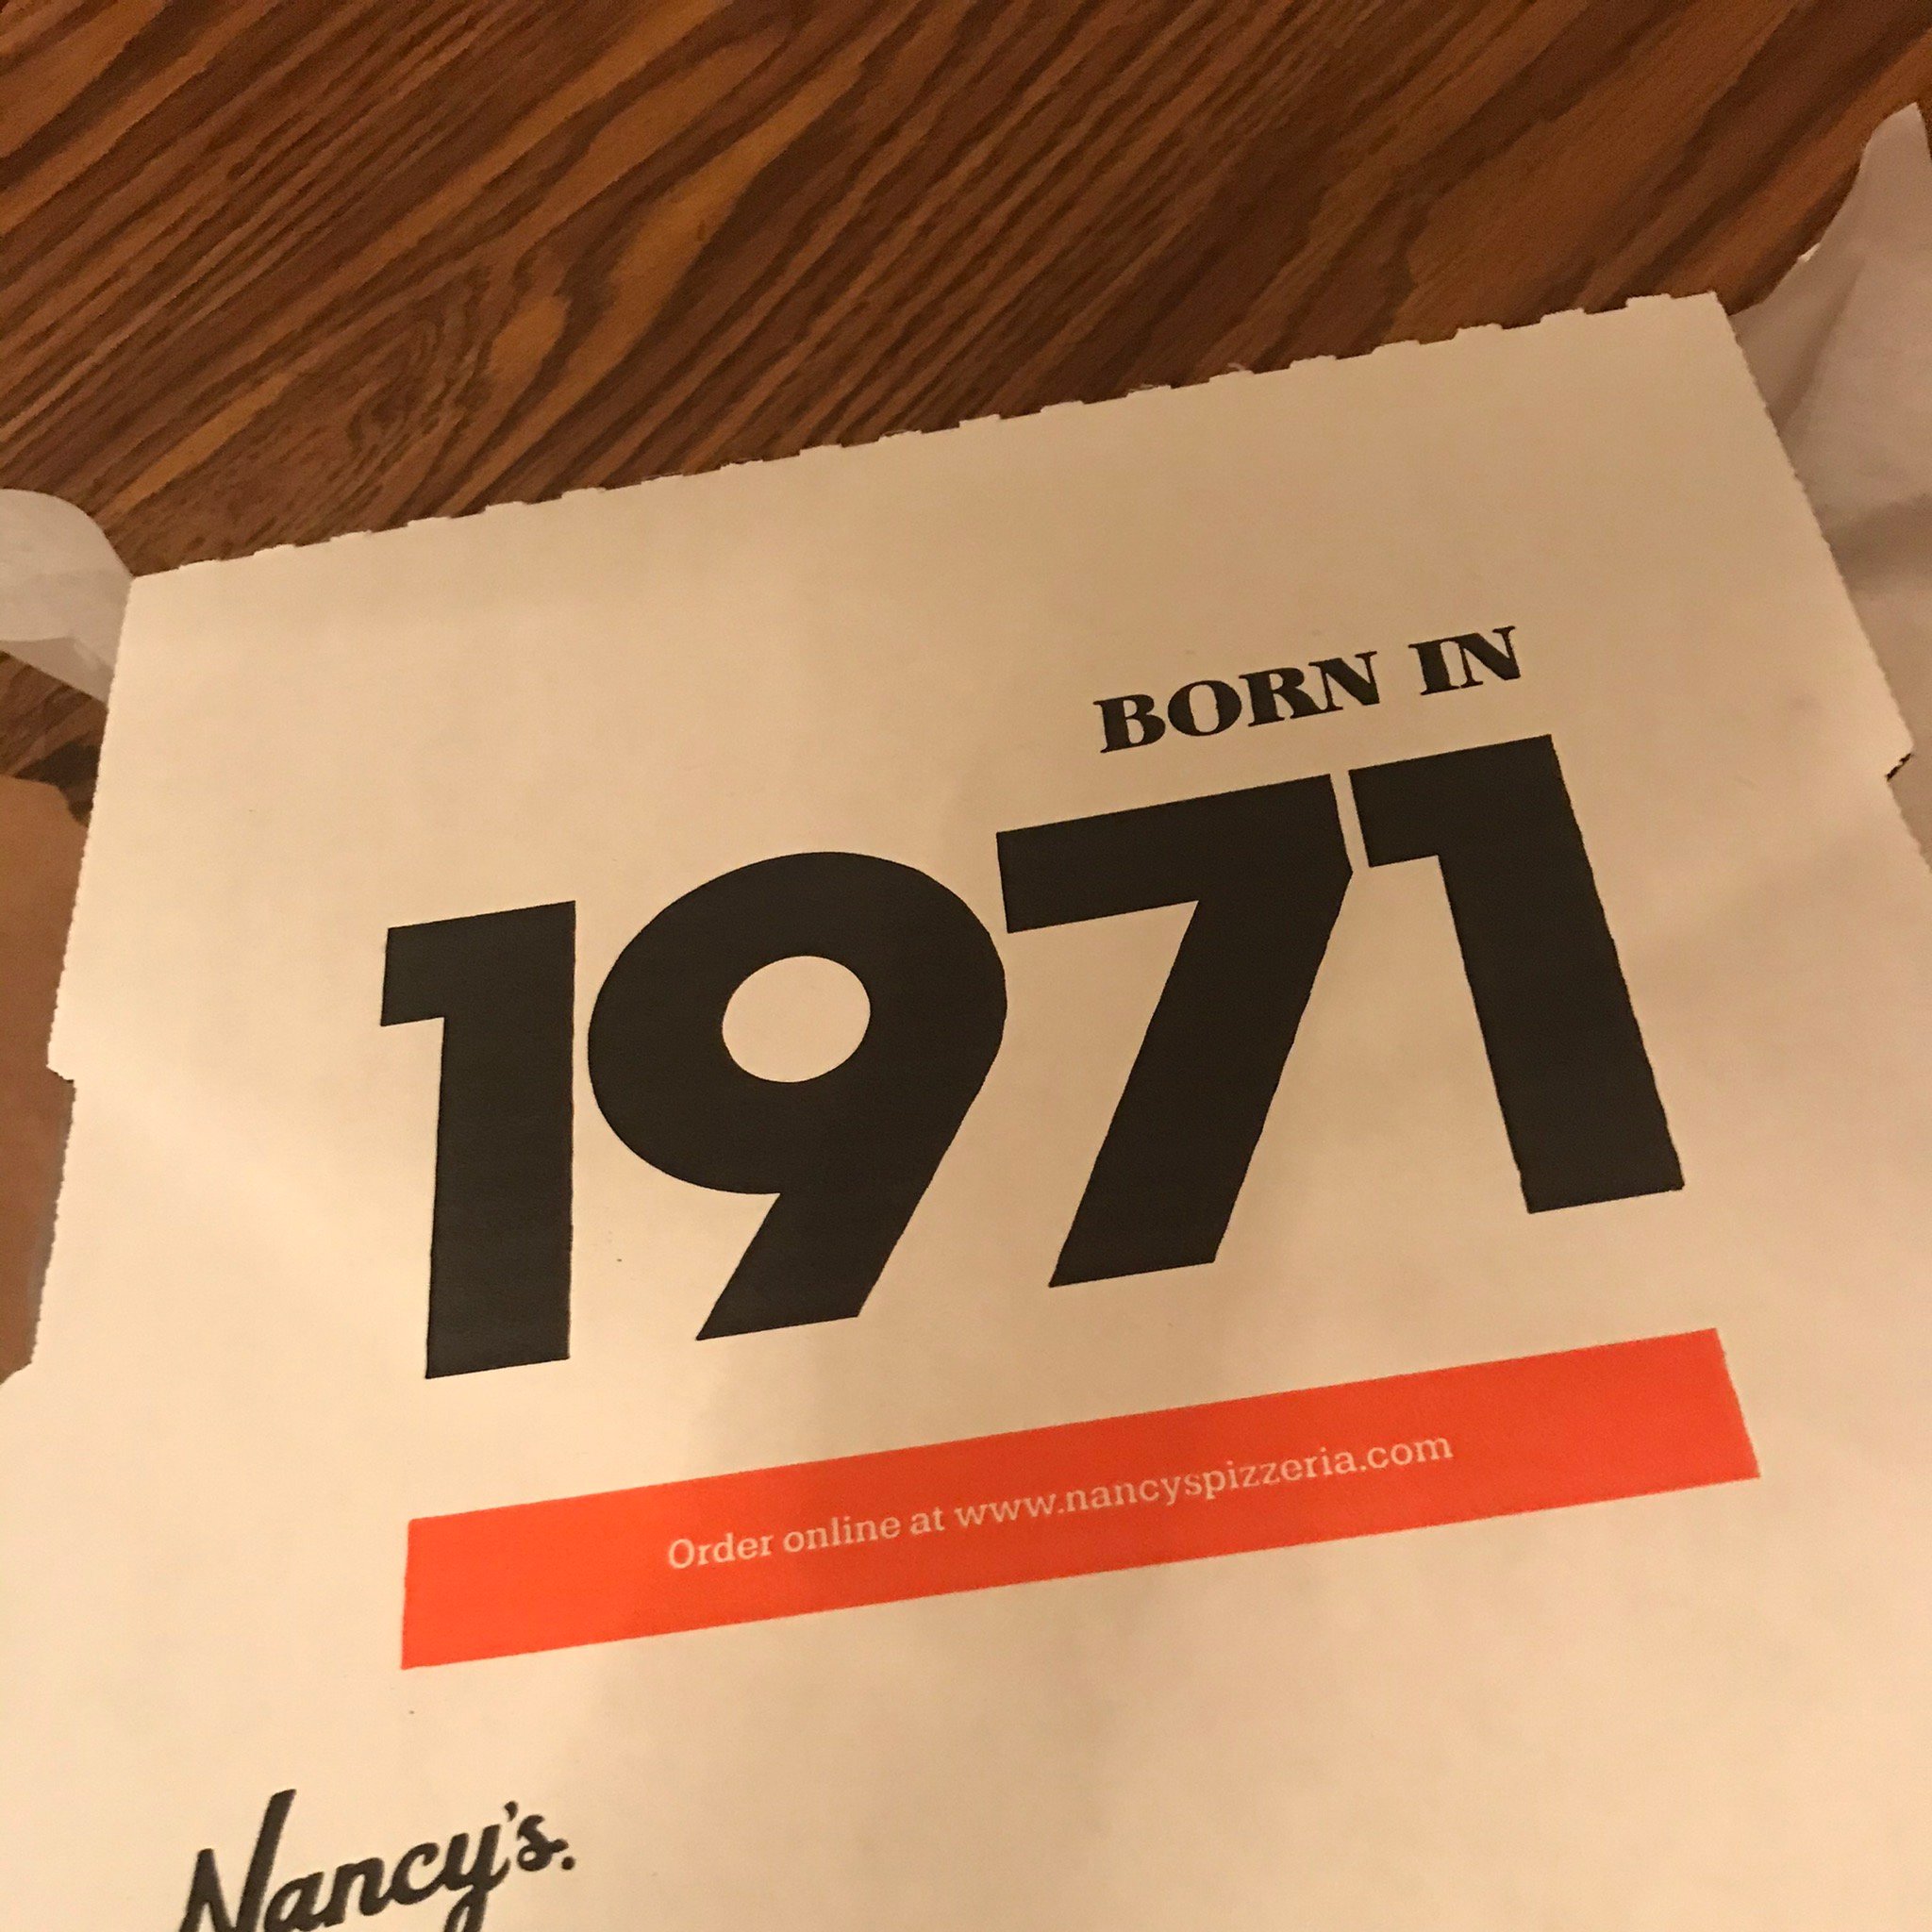 BORN IN
1971
Order online at www.nancyspizzeria.com
Nancy's.